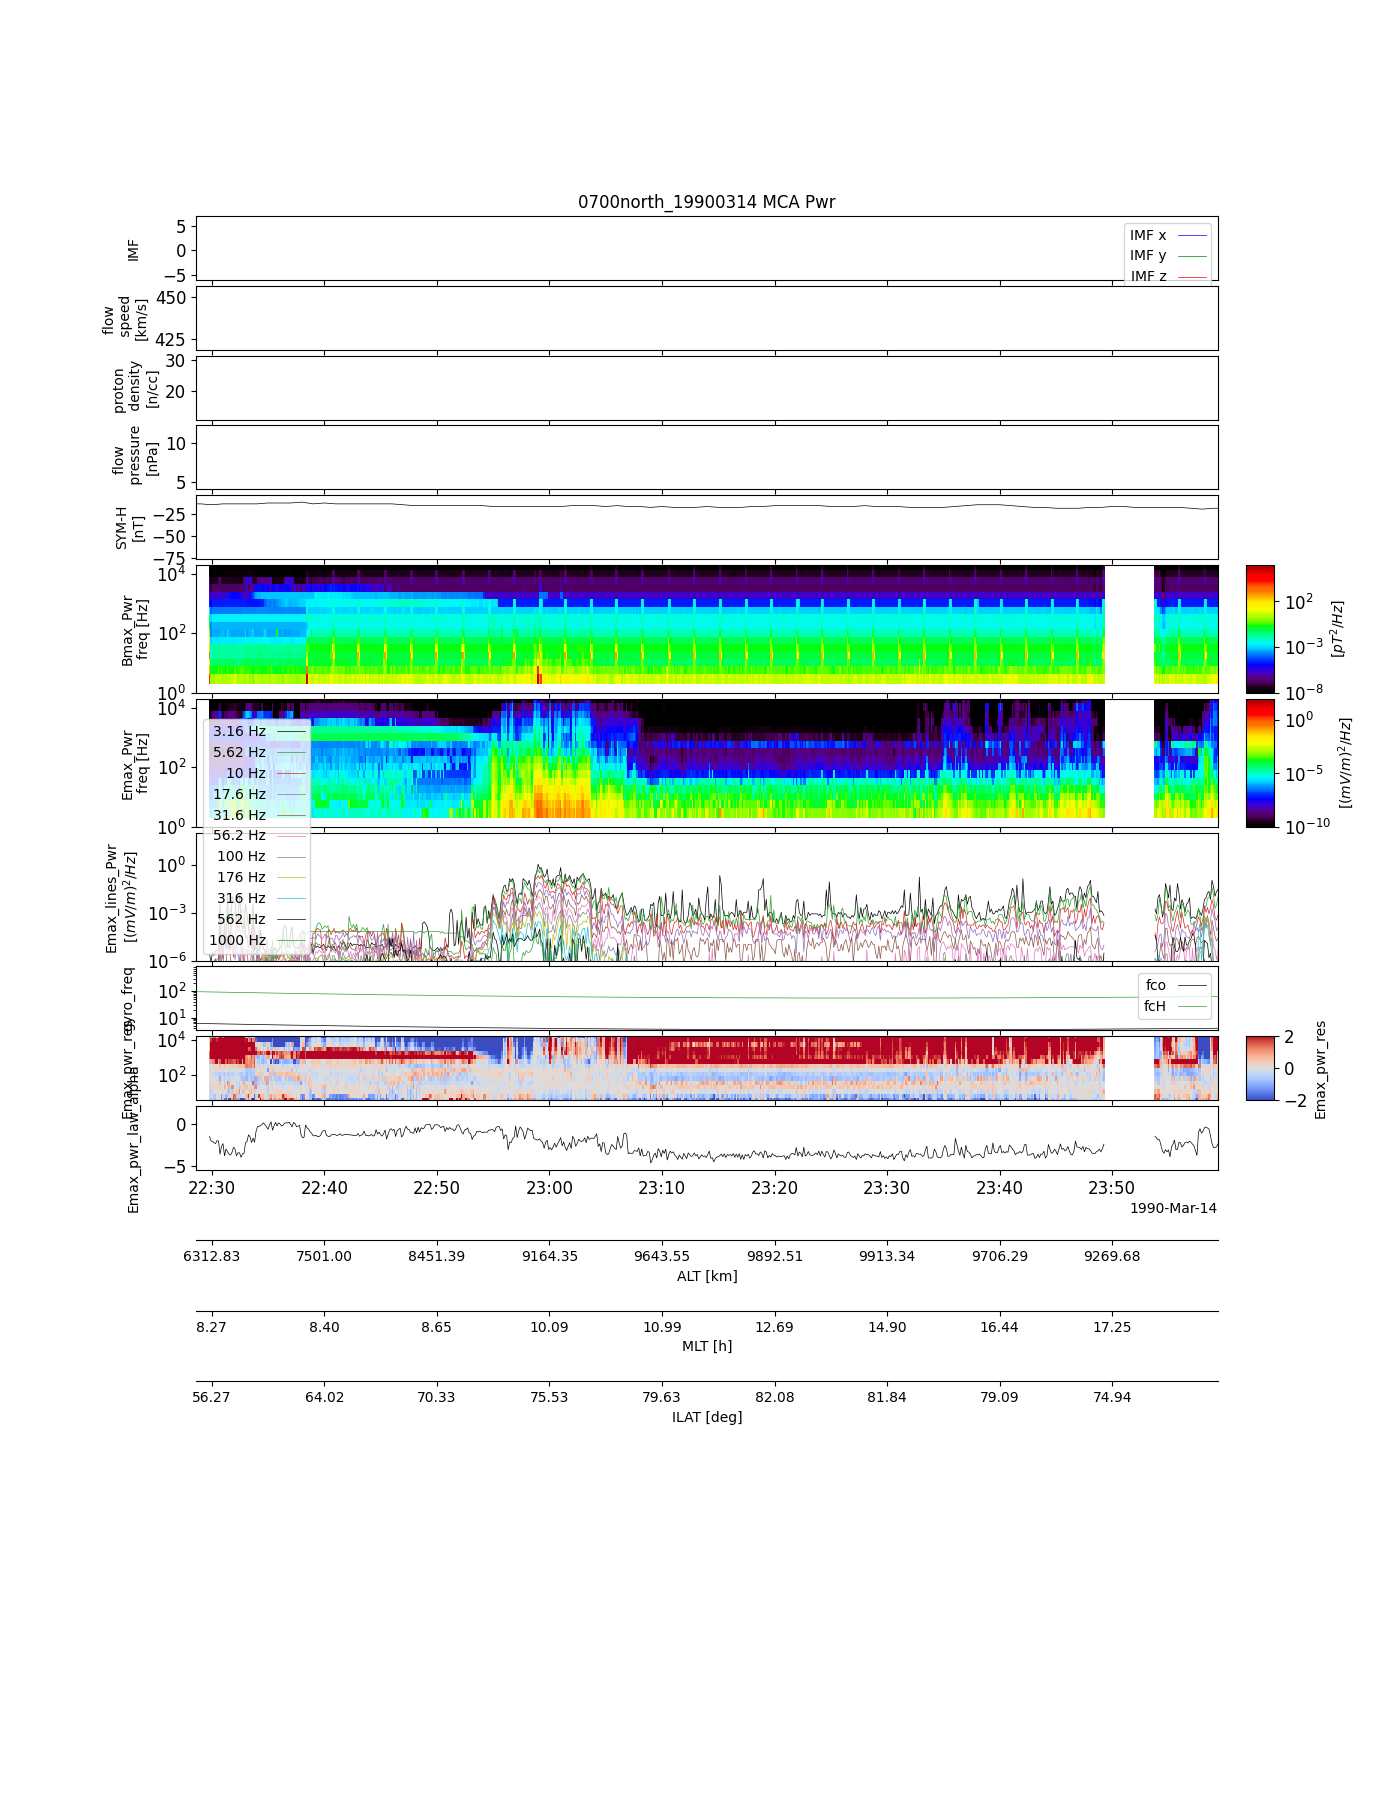 0700north_19900314 MCA Pwr
IMF
5
0
−5
IMF x
IMF y
IMF z
flow
speed
[km/s]
450
425
proton
density
[n/cc]
30
20
flow
pressure
[nPa]
10
5
SYM-H
[nT]
−25
−50
−75
Bmax_Pwr
freq [Hz]
10^4
10^2
10^0
10^2
10^−3
10^−8
[pT^2/Hz]
Emax_Pwr
freq [Hz]
10^4
10^2
10^0
10^0
10^−5
10^−10
[(mV/m)^2/Hz]
3.16 Hz
5.62 Hz
10 Hz
17.6 Hz
31.6 Hz
56.2 Hz
100 Hz
176 Hz
316 Hz
562 Hz
1000 Hz
Emax_lines_Pwr
[(mV/m)^2/Hz]
10^0
10^−3
10^−6
gyro_freq
10^2
10^1
fco
fcH
Emax_pwr_res
10^4
10^2
2
0
−2
Emax_pwr_res
Emax_pwr_law_alpha
0
−5
22:30 22:40 22:50 23:00 23:10 23:20 23:30 23:40 23:50
1990-Mar-14
6312.83 7501.00 8451.39 9164.35 9643.55 9892.51 9913.34 9706.29 9269.68
ALT [km]
8.27 8.40 8.65 10.09 10.99 12.69 14.90 16.44 17.25
MLT [h]
56.27 64.02 70.33 75.53 79.63 82.08 81.84 79.09 74.94
ILAT [deg]